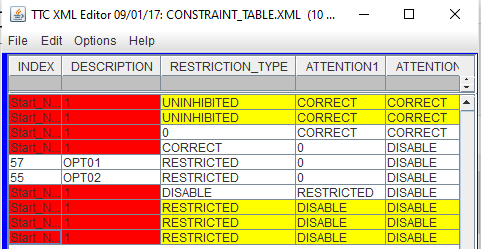 TTC XML Editor 09/01/17: CONSTRAINT_TABLE.XML (10
File Edit Options Help
INDEX DESCRIPTION RESTRICTION_TYPE ATTENTION1 ATTENTION
Start_N... 1 UNINHIBITED CORRECT CORRECT
Start_N... 1 UNINHIBITED CORRECT CORRECT
Start_N... 1 0 CORRECT CORRECT
Start_N... 1 CORRECT 0 DISABLE
57 OPT01 RESTRICTED 0 DISABLE
55 OPT02 RESTRICTED 0 DISABLE
Start_N... 1 DISABLE RESTRICTED DISABLE
Start_N... 1 RESTRICTED DISABLE DISABLE
Start_N... 1 RESTRICTED DISABLE DISABLE
Start_N... 1 RESTRICTED DISABLE DISABLE